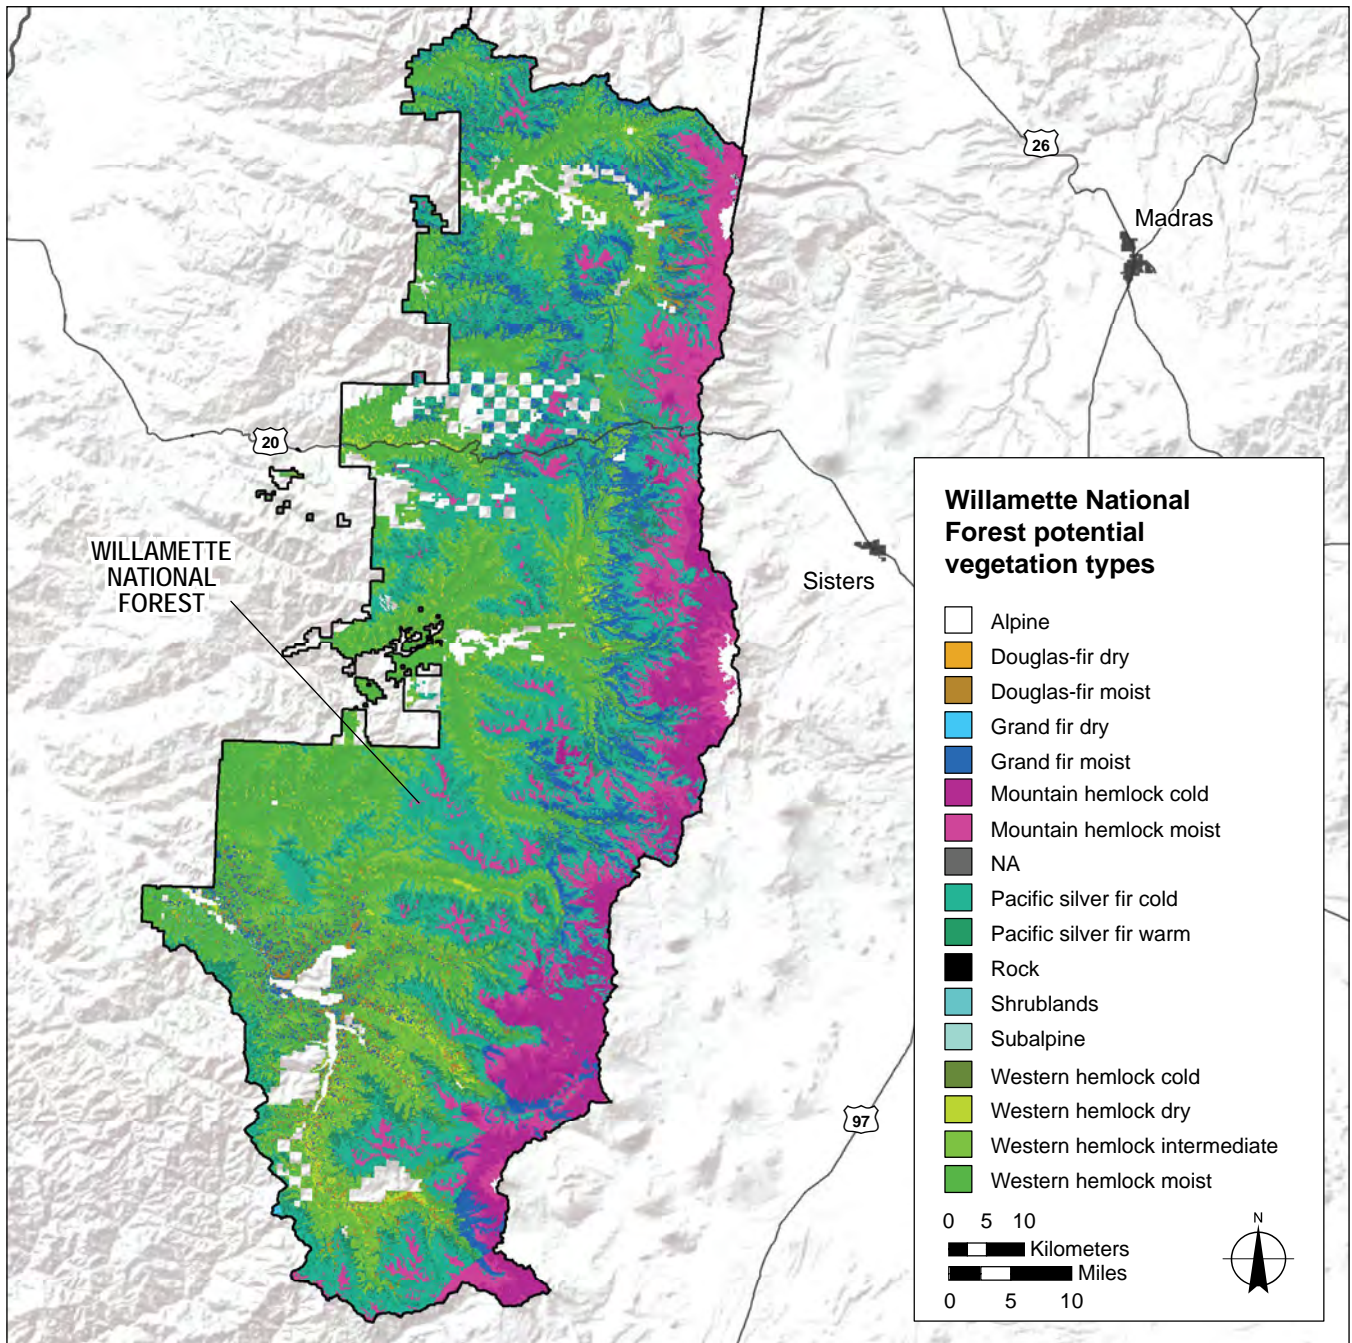 26
Madras
20
WILLAMETTE
NATIONAL
FOREST
Sisters
97
Willamette National
Forest potential
vegetation types
Alpine
Douglas-fir dry
Douglas-fir moist
Grand fir dry
Grand fir moist
Mountain hemlock cold
Mountain hemlock moist
NA
Pacific silver fir cold
Pacific silver fir warm
Rock
Shrublands
Subalpine
Western hemlock cold
Western hemlock dry
Western hemlock intermediate
Western hemlock moist
0 5 10
Kilometers
Miles
0 5 10
N